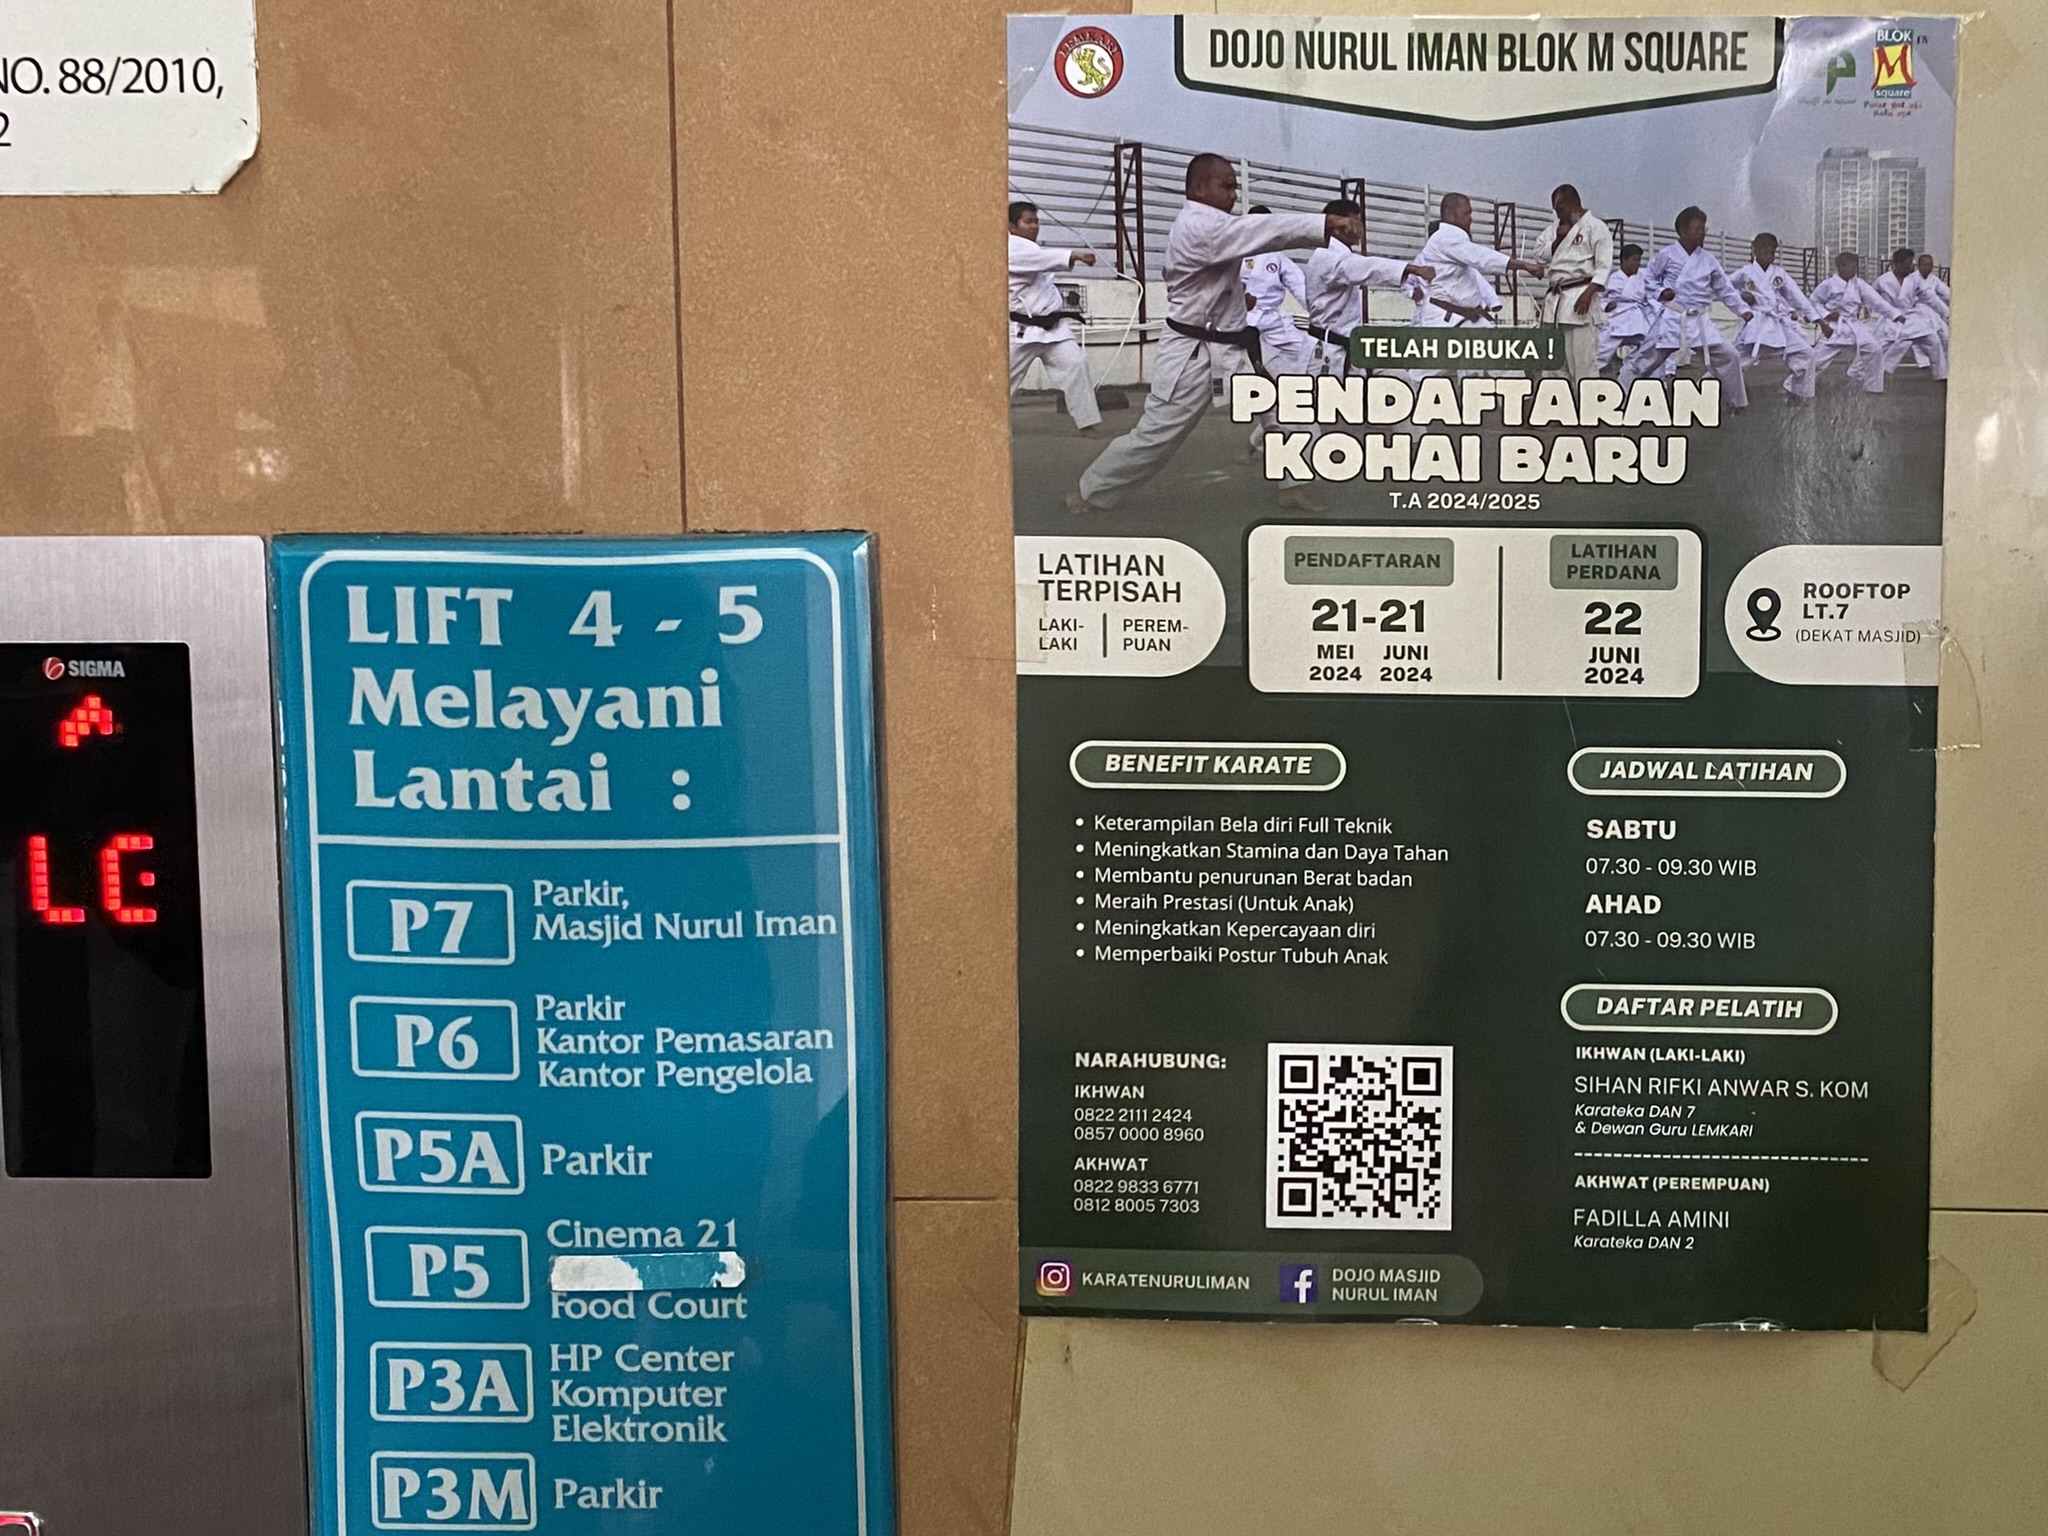 NO. 88/2010,
2
SIGMA
LE
LIFT 4 - 5
Melayani
Lantai :
P7
Parkir,
Masjid Nurul Iman
P6
Parkir
Kantor Pemasaran
Kantor Pengelola
P5A
Parkir
P5
Cinema 21
Food Court
P3A
HP Center
Komputer
Elektronik
P3M
Parkir
LEMKARI
DOJO NURUL IMAN BLOK M SQUARE
BLOK
M
square
TELAH DIBUKA !
PENDAFTARAN
KOHAI BARU
T.A 2024/2025
LATIHAN
TERPISAH
LAKI-
LAKI
PEREM-
PUAN
PENDAFTARAN
21-21
MEI JUNI
2024 2024
LATIHAN
PERDANA
22
JUNI
2024
ROOFTOP
LT.7
(DEKAT MASJID)
BENEFIT KARATE
• Keterampilan Bela diri Full Teknik
• Meningkatkan Stamina dan Daya Tahan
• Membantu penurunan Berat badan
• Meraih Prestasi (Untuk Anak)
• Meningkatkan Kepercayaan diri
• Memperbaiki Postur Tubuh Anak
JADWAL LATIHAN
SABTU
07.30 - 09.30 WIB
AHAD
07.30 - 09.30 WIB
DAFTAR PELATIH
IKHWAN (LAKI-LAKI)
SIHAN RIFKI ANWAR S. KOM
Karateka DAN 7
& Dewan Guru LEMKARI
AKHWAT (PEREMPUAN)
FADILLA AMINI
Karateka DAN 2
NARAHUBUNG:
IKHWAN
0822 2111 2424
0857 0000 8960
AKHWAT
0822 9833 6771
0812 8005 7303
KARATENURULIMAN
DOJO MASJID
NURUL IMAN